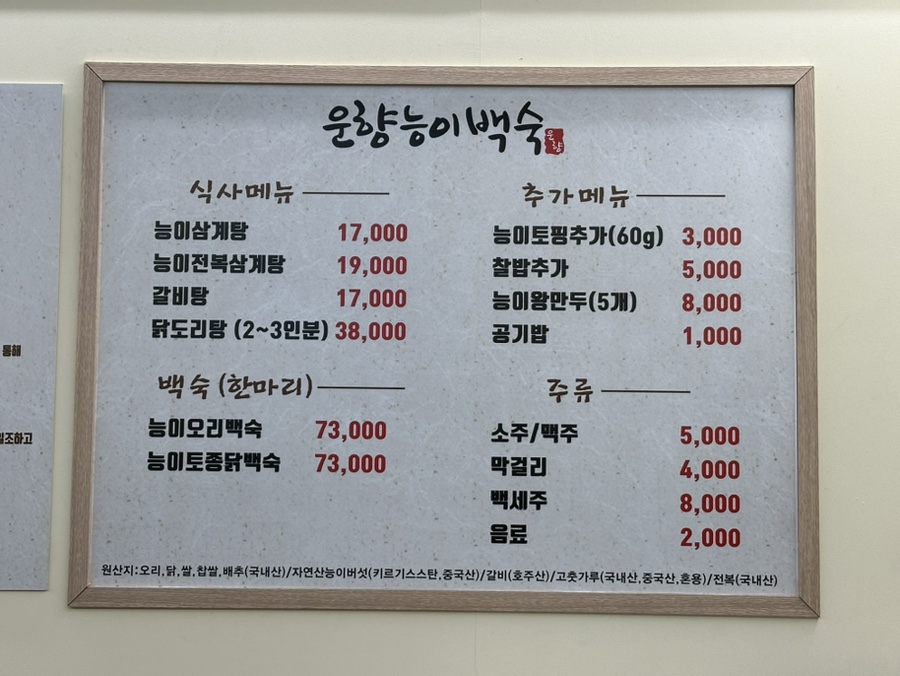 통해
일조하고
운향능이백숙
운향
식사메뉴
능이삼계탕 17,000
능이전복삼계탕 19,000
갈비탕 17,000
닭도리탕 (2~3인분) 38,000
백숙 (한마리)
능이오리백숙 73,000
능이토종닭백숙 73,000
추가메뉴
능이토핑추가(60g) 3,000
찰밥추가 5,000
능이왕만두(5개) 8,000
공기밥 1,000
주류
소주/맥주 5,000
막걸리 4,000
백세주 8,000
음료 2,000
원산지:오리,닭,쌀,찹쌀,배추(국내산)/자연산능이버섯(키르기스스탄,중국산)/갈비(호주산)/고춧가루(국내산,중국산,혼용)/전복(국내산)